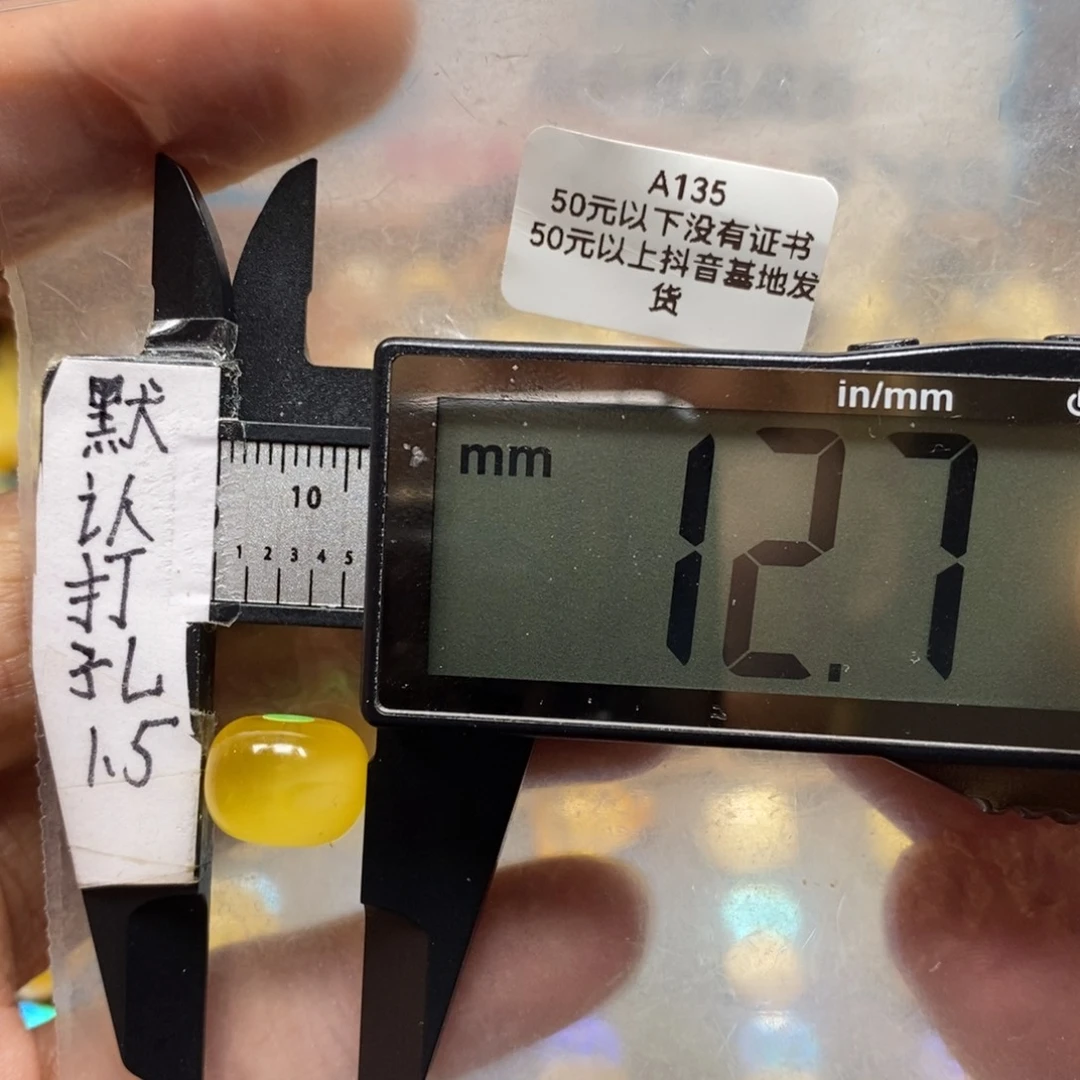 A135
50元以下没有证书
50元以上抖音基地发
货
in/mm
mm
12.7
10
1 2 3 4 5
默
认
打
孔
1.5